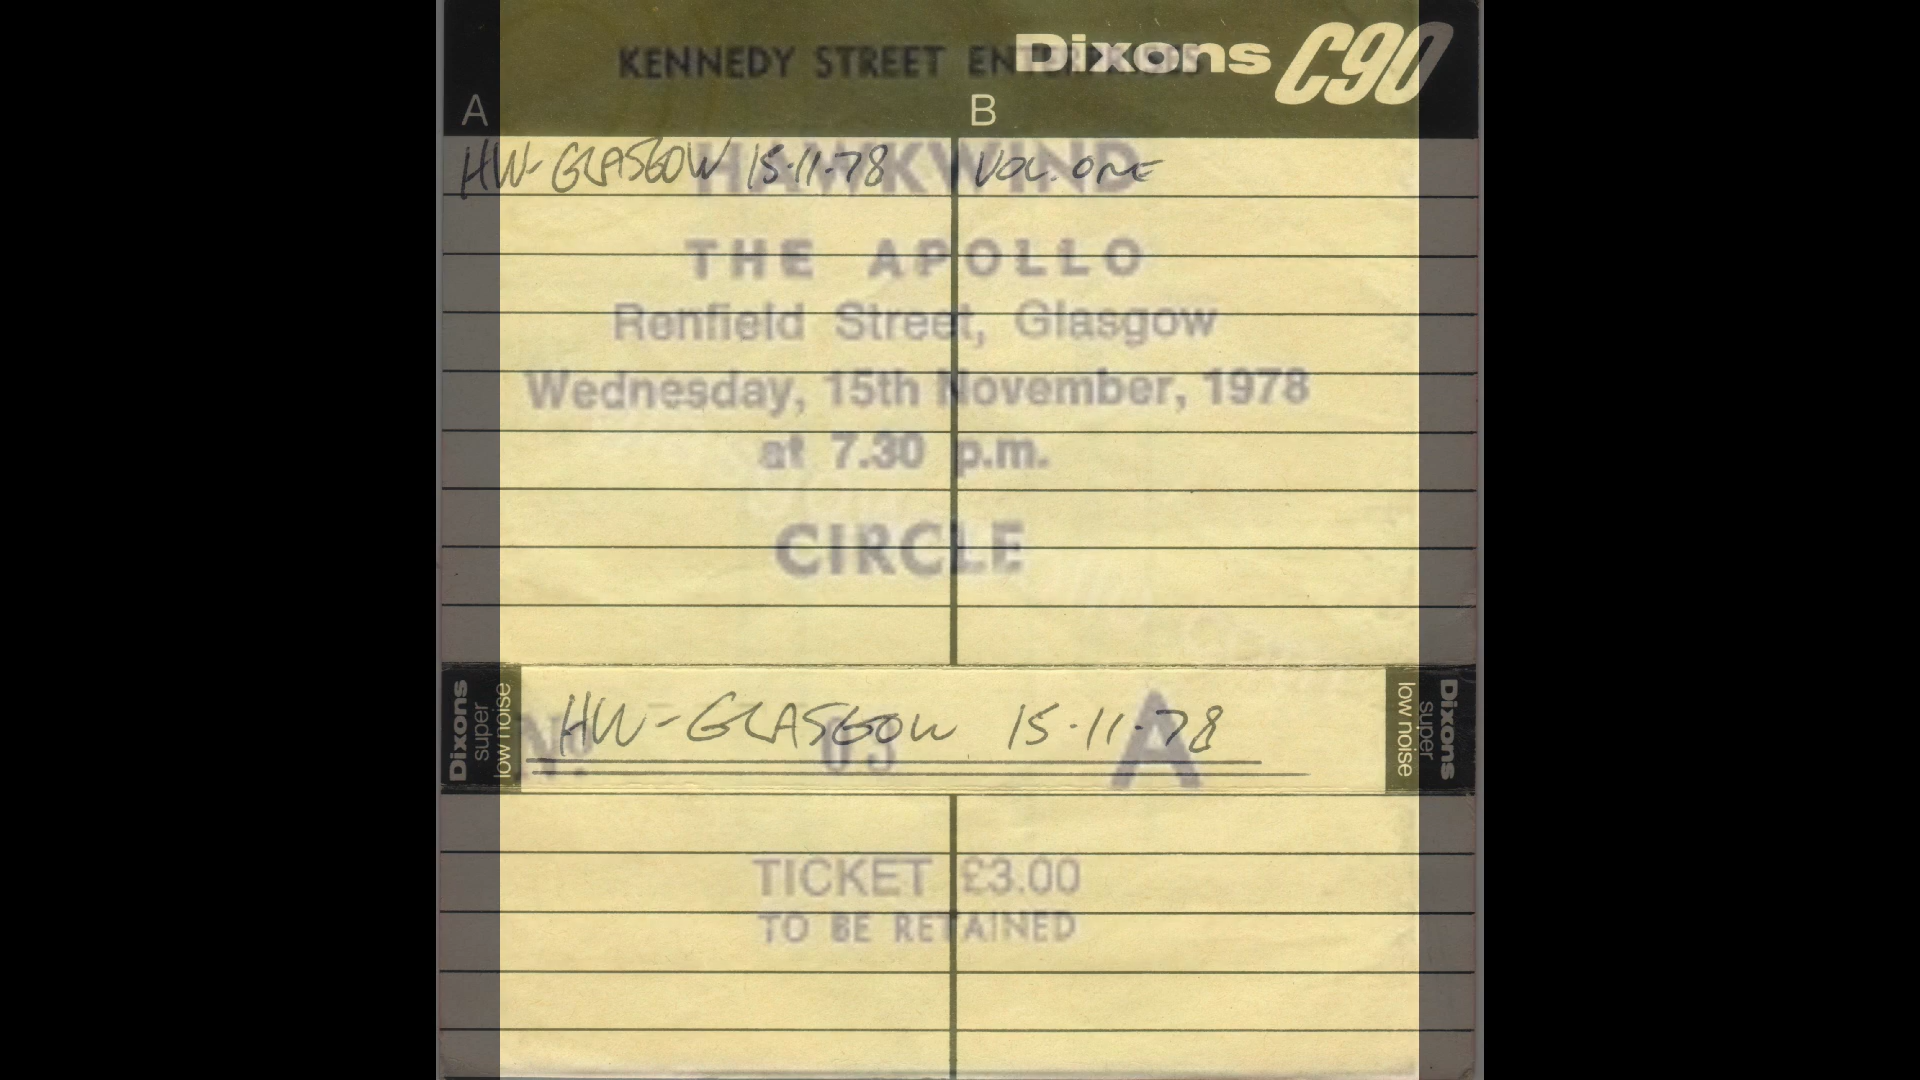 KENNEDY STREET ENTERPRISES
Dixons C90
A B
HW-GLASGOW 15-11-78 VOL. ONE
HAWKWIND
THE APOLLO
Renfield Street, Glasgow
Wednesday, 15th November, 1978
at 7.30 p.m.
CIRCLE
Dixons super low noise
HW-GLASGOW 15-11-78
Dixons super low noise
A
TICKET £3.00
TO BE RETAINED